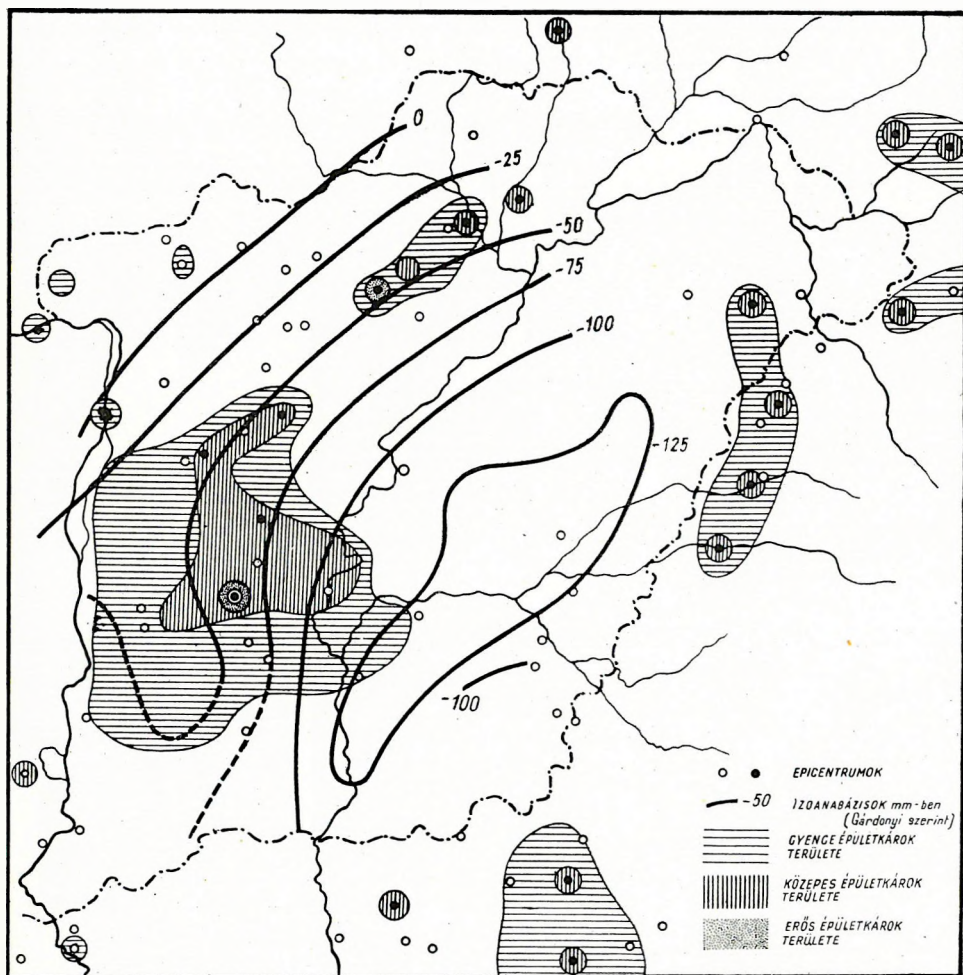 0
-25
-50
-75
-100
-125
-100
EPICENTRUMOK
-50 IZOANABÁZISOK mm-ben
(Gárdonyi szerint)
GYENGE ÉPÜLETKÁROK
TERÜLETE
KÖZEPES ÉPÜLETKÁROK
TERÜLETE
ERŐS ÉPÜLETKÁROK
TERÜLETE